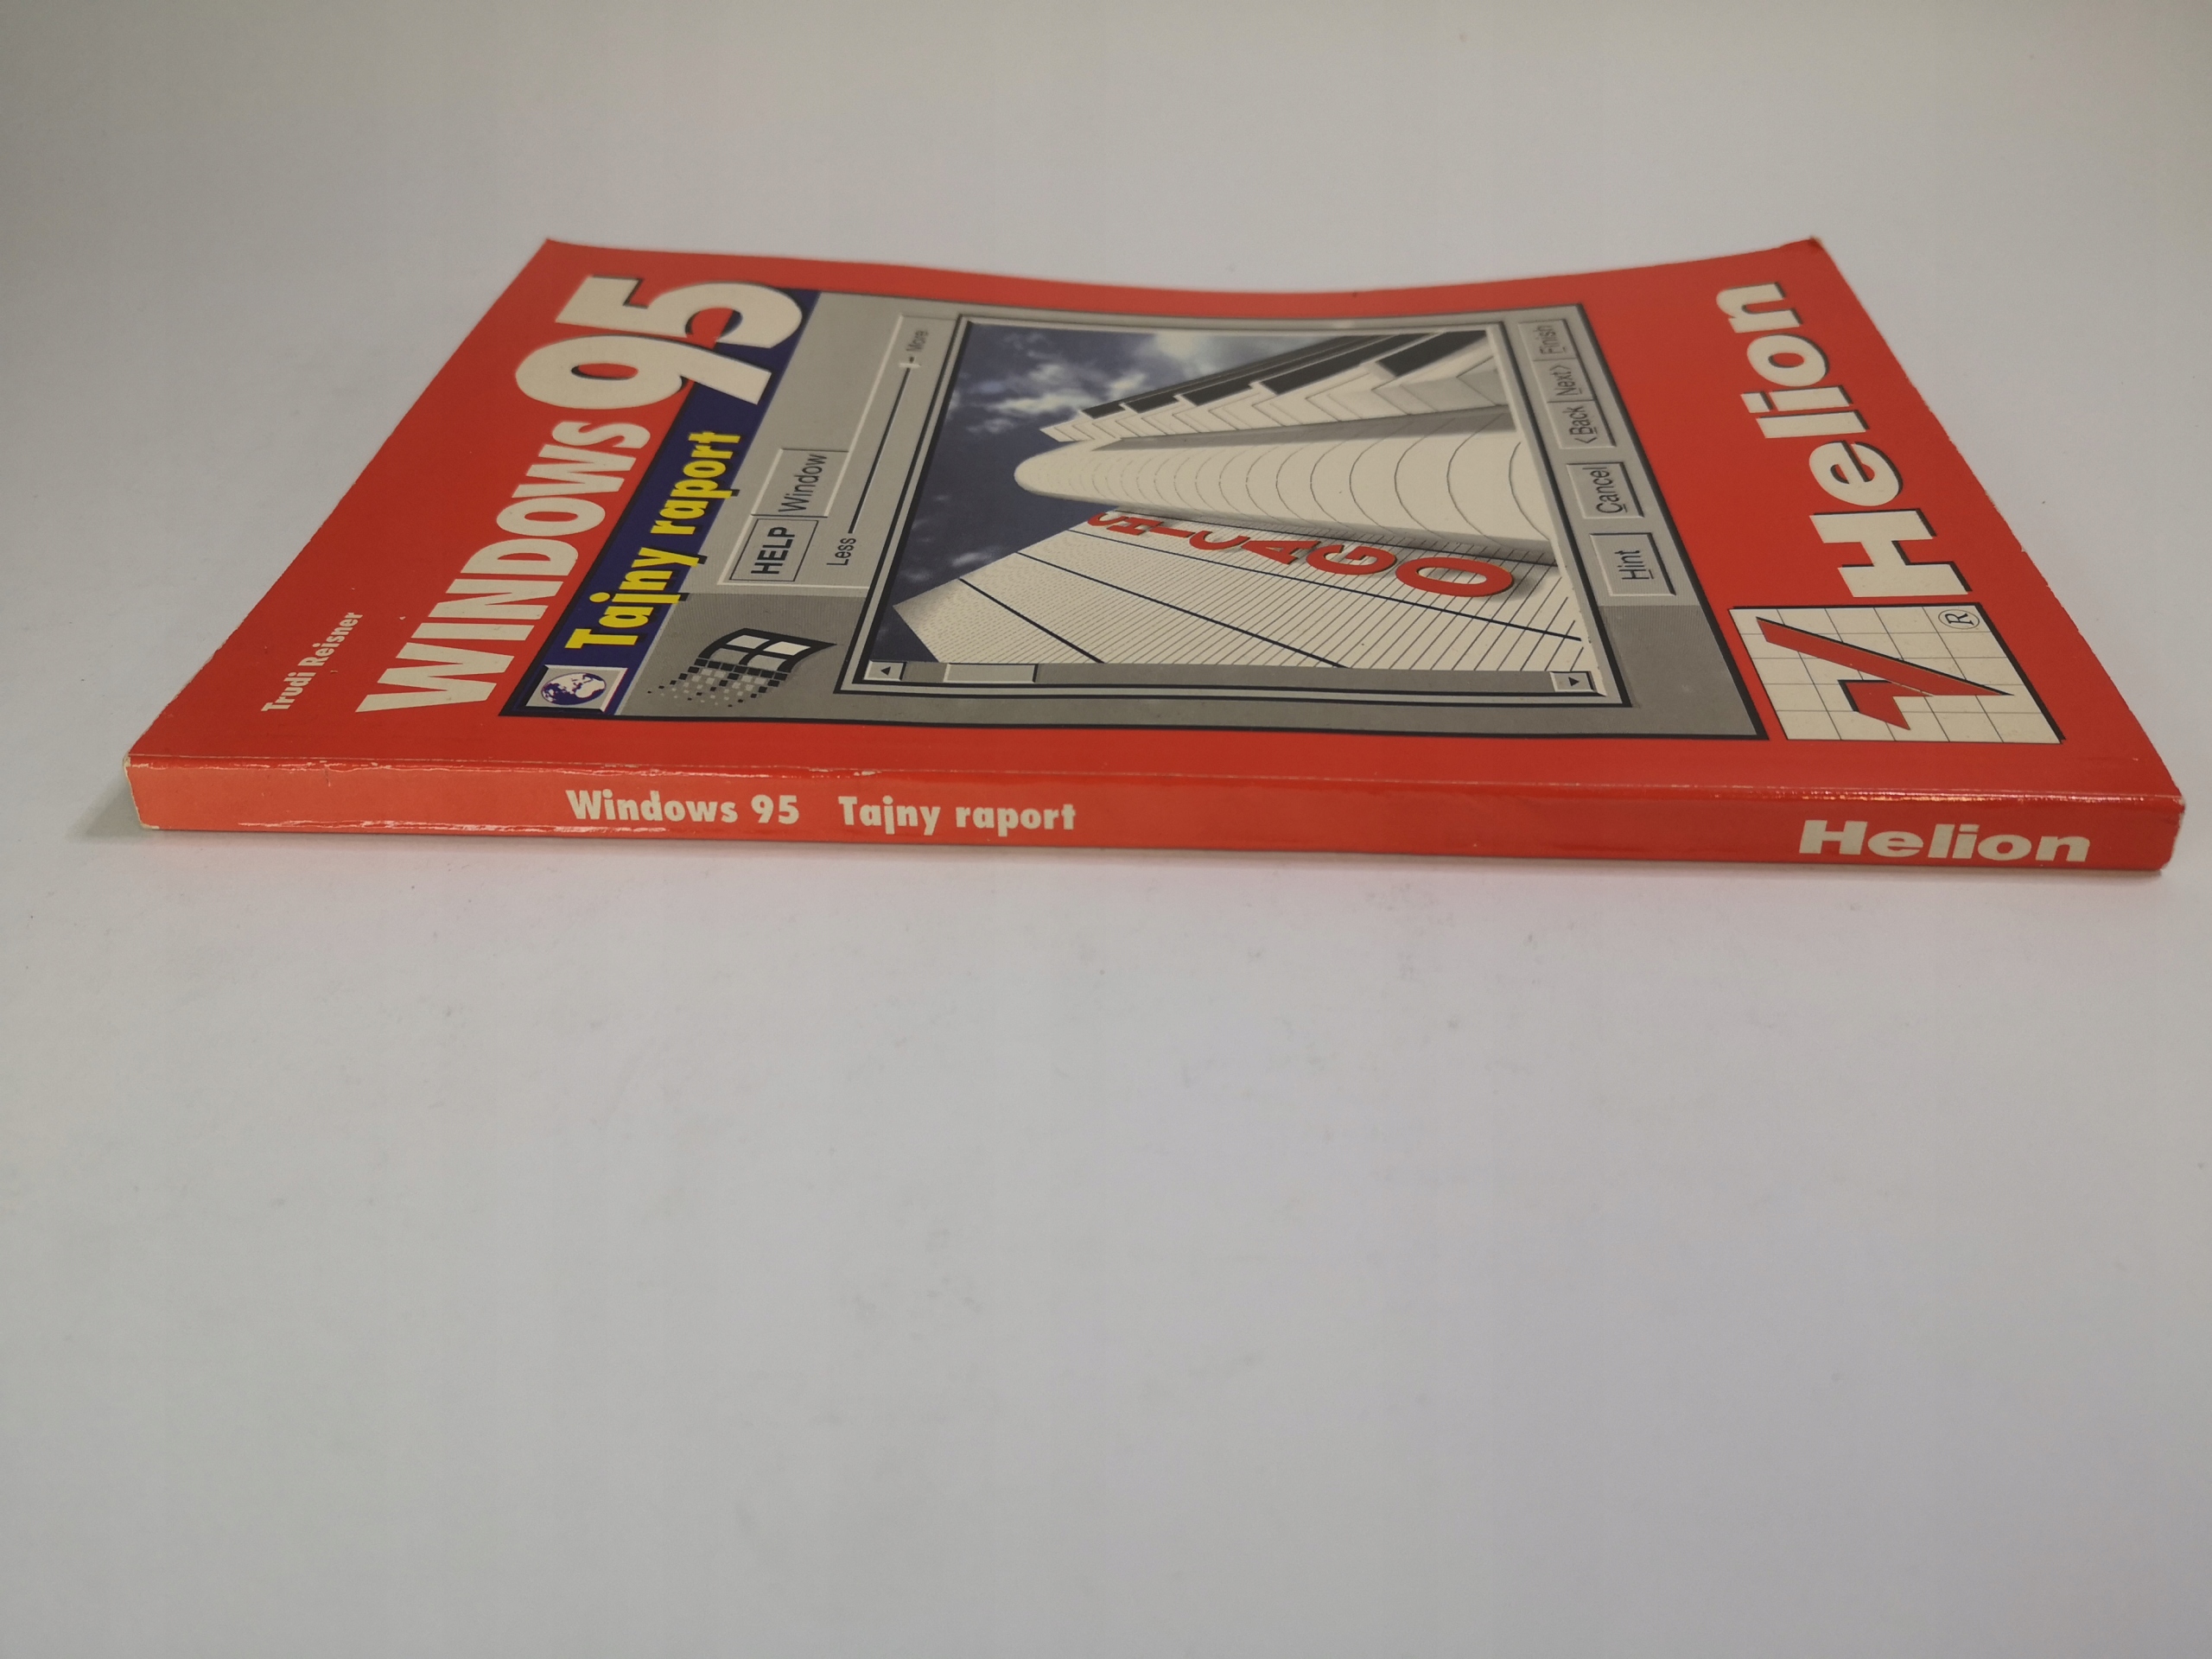 Trudi Reisner
WINDOWS 95
Tajny raport
HELP
Window
Less
More
CHICAGO
Hint
Cancel
<Back
Next>
Finish
Helion
®
Windows 95 Tajny raport
Helion